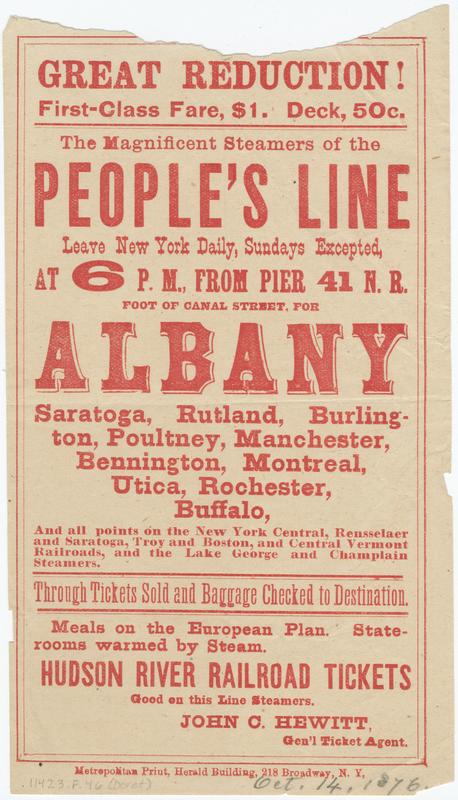 GREAT REDUCTION!
First-Class Fare, $1. Deck, 50c.
The Magnificent Steamers of the
PEOPLE'S LINE
Leave New York Daily, Sundays Excepted,
AT 6 P. M., FROM PIER 41 N. R.
FOOT OF CANAL STREET, FOR
ALBANY
Saratoga, Rutland, Burling-
ton, Poultney, Manchester,
Bennington, Montreal,
Utica, Rochester,
Buffalo,
And all points on the New York Central, Rensselaer
and Saratoga, Troy and Boston, and Central Vermont
Railroads, and the Lake George and Champlain
Steamers.
Through Tickets Sold and Baggage Checked to Destination.
Meals on the European Plan. State-
rooms warmed by Steam.
HUDSON RIVER RAILROAD TICKETS
Good on this Line Steamers.
JOHN C. HEWITT,
Gen'l Ticket Agent.
Metropolitan Print, Herald Building, 218 Broadway, N. Y,
11423.F.46 Oct. 14, 1876.